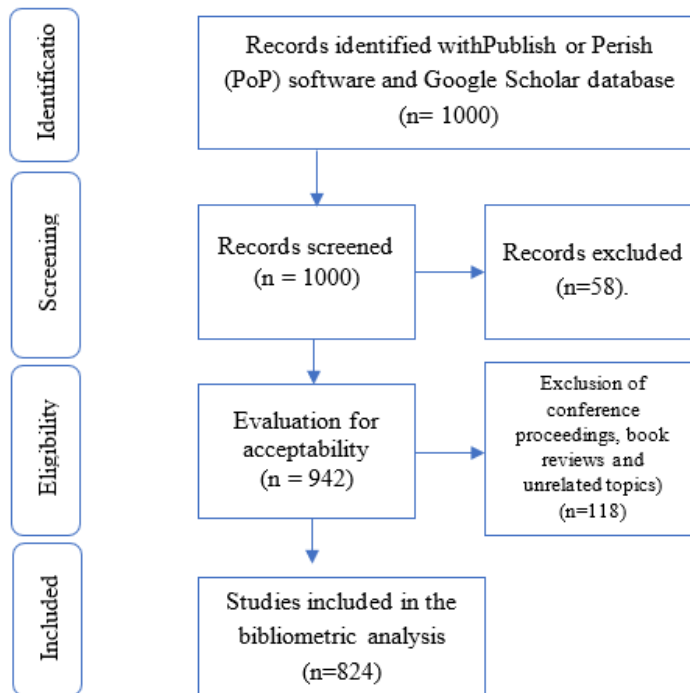 Identificatio
Records identified withPublish or Perish
(PoP) software and Google Scholar database
(n= 1000)
Screening
Records screened
(n = 1000)
Records excluded
(n=58).
Eligibility
Evaluation for
acceptability
(n = 942)
Exclusion of
conference
proceedings, book
reviews and
unrelated topics)
(n=118)
Included
Studies included in the
bibliometric analysis
(n=824)